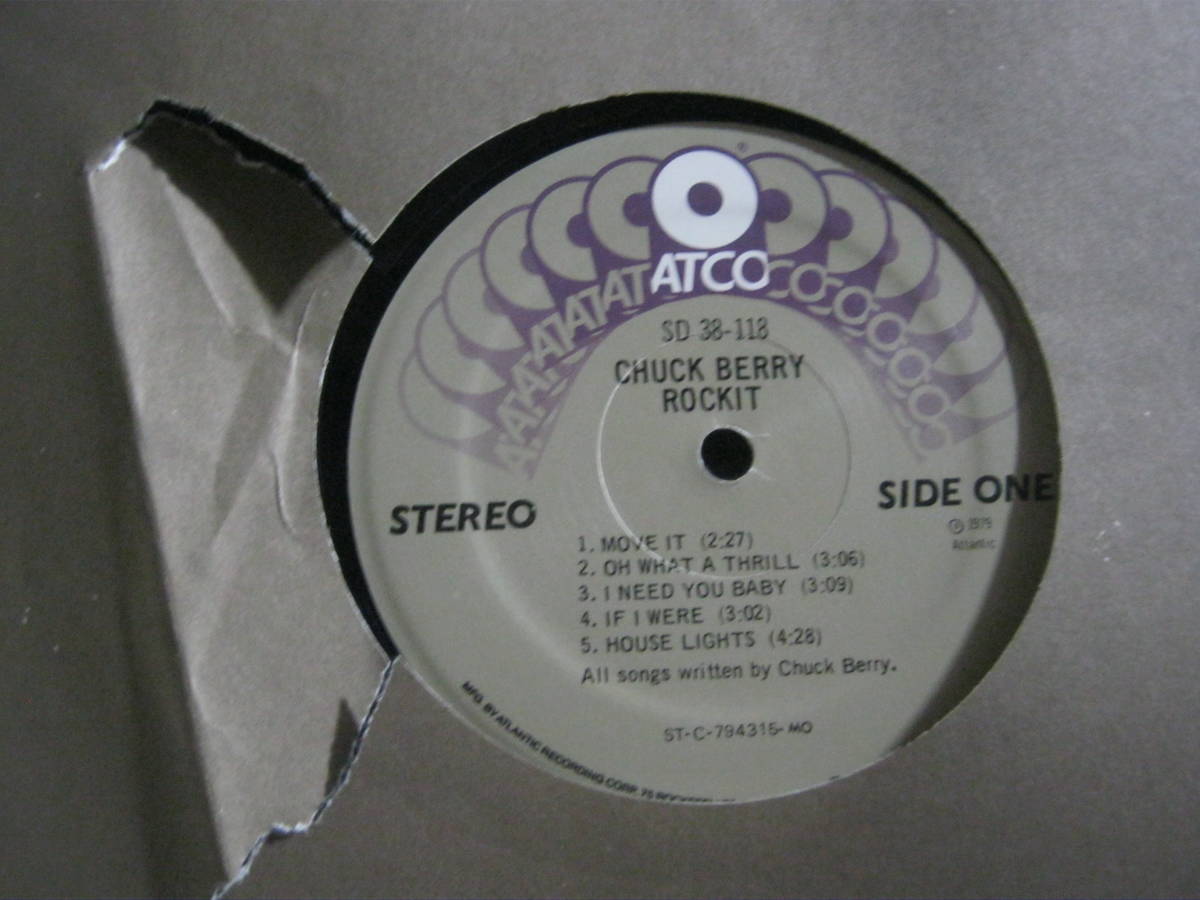 ATCO
SD 38-118
CHUCK BERRY
ROCKIT
STEREO
SIDE ONE
℗ 1979
Atlantic
1. MOVE IT (2:27)
2. OH WHAT A THRILL (3:06)
3. I NEED YOU BABY (3:09)
4. IF I WERE (3:02)
5. HOUSE LIGHTS (4:28)
All songs written by Chuck Berry.
ST-C-794315-MO
MFG. BY ATLANTIC RECORDING CORP. 75